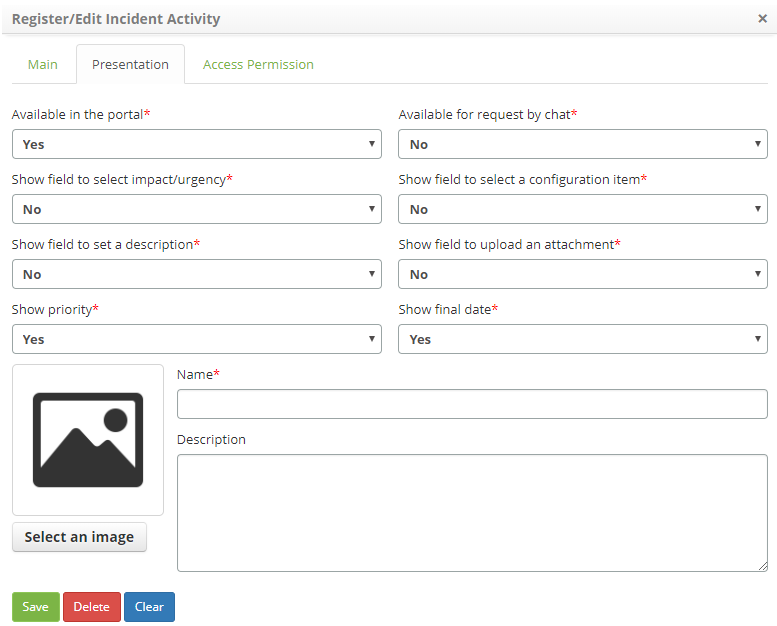 Register/Edit Incident Activity ×
Main Presentation Access Permission
Available in the portal* Available for request by chat*
Yes No
Show field to select impact/urgency* Show field to select a configuration item*
No No
Show field to set a description* Show field to upload an attachment*
No No
Show priority* Show final date*
Yes Yes
Name*
Description
Select an image
Save Delete Clear